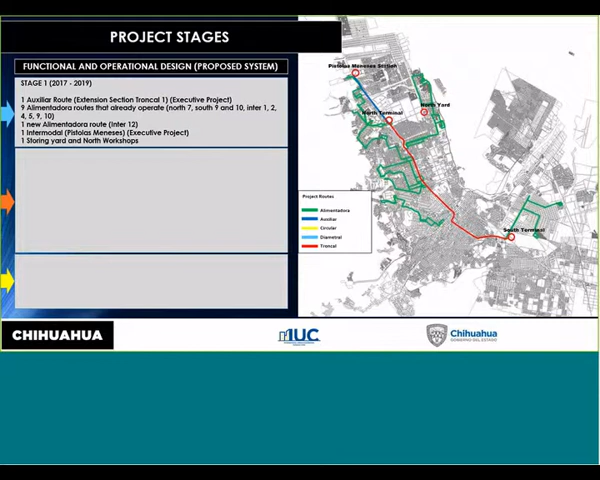 PROJECT STAGES
FUNCTIONAL AND OPERATIONAL DESIGN (PROPOSED SYSTEM)
STAGE 1 (2017 - 2019)
1 Auxiliar Route (Extension Section Troncal 1) (Executive Project)
9 Alimentadora routes that already operate (north 7, south 9 and 10, inter 1, 2,
4, 5, 9, 10)
1 new Alimentadora route (Inter 12)
1 Intermodal (Pistolas Meneses) (Executive Project)
1 Storing yard and North Workshops
Pistolas Meneses Station
North Yard
North Terminal
South Terminal
Project Routes
Alimentadora
Auxiliar
Circular
Diametral
Troncal
CHIHUAHUA
IUC
Chihuahua
GOBIERNO DEL ESTADO